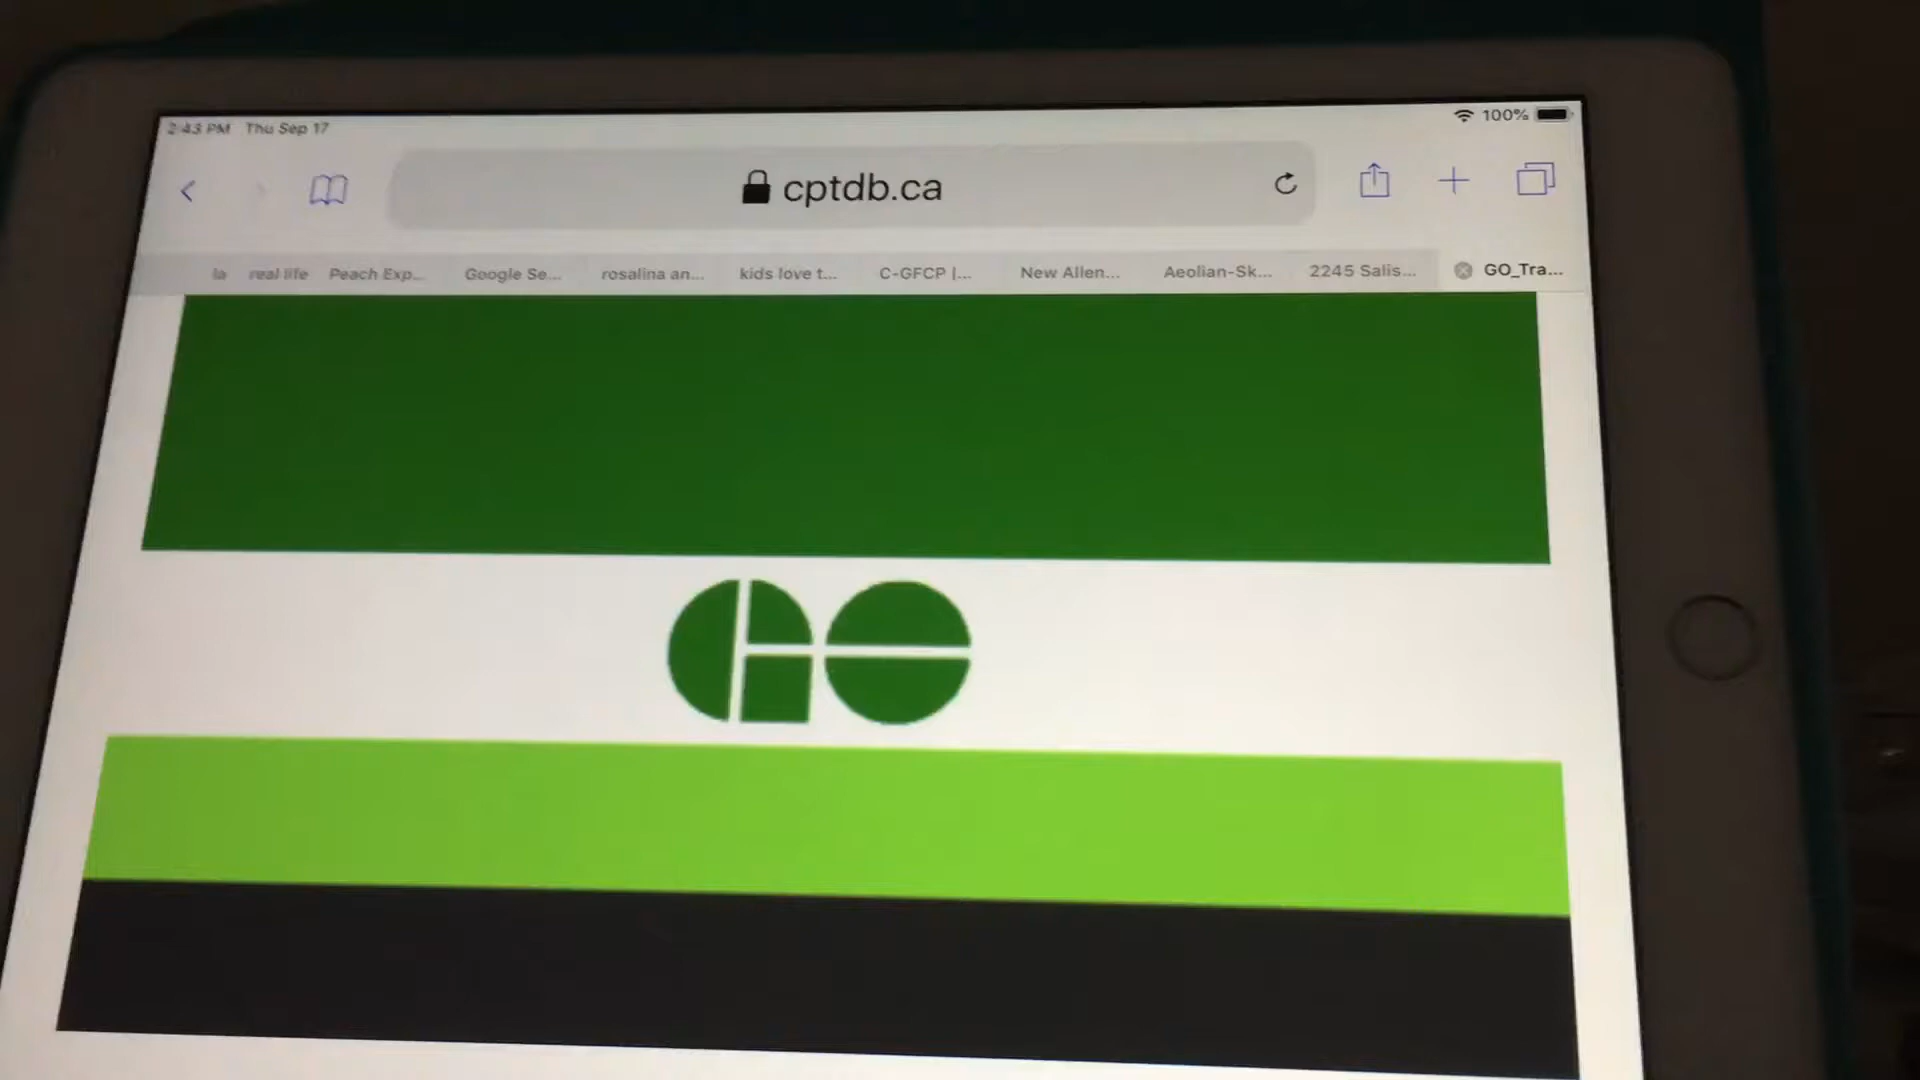 2:43 PM Thu Sep 17
100%
cptdb.ca
la real life Peach Exp... Google Se... rosalina an... kids love t... C-GFCP |... New Allen... Aeolian-Sk... 2245 Salis... GO_Tra...
GO